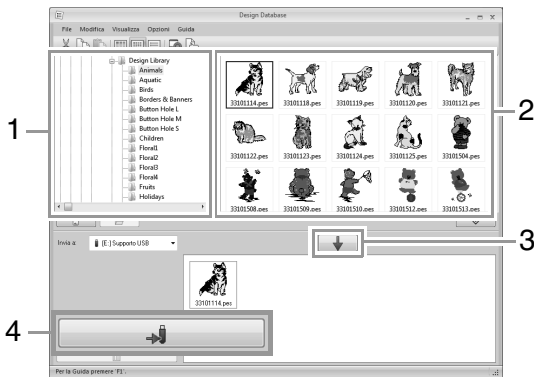 Design Database
File Modifica Visualizza Opzioni Guida
Design Library
Animals
Aquatic
Birds
Borders & Banners
Button Hole L
Button Hole M
Button Hole S
Children
Floral1
Floral2
Floral3
Floral4
Fruits
Holidays
33101114.pes 33101118.pes 33101119.pes 33101120.pes 33101121.pes
33101122.pes 33101123.pes 33101124.pes 33101125.pes 33101504.pes
33101508.pes 33101509.pes 33101510.pes 33101512.pes 33101513.pes
1
2
3
Invia a: (E:) Supporto USB
33101114.pes
4
Per la Guida premere 'F1'.